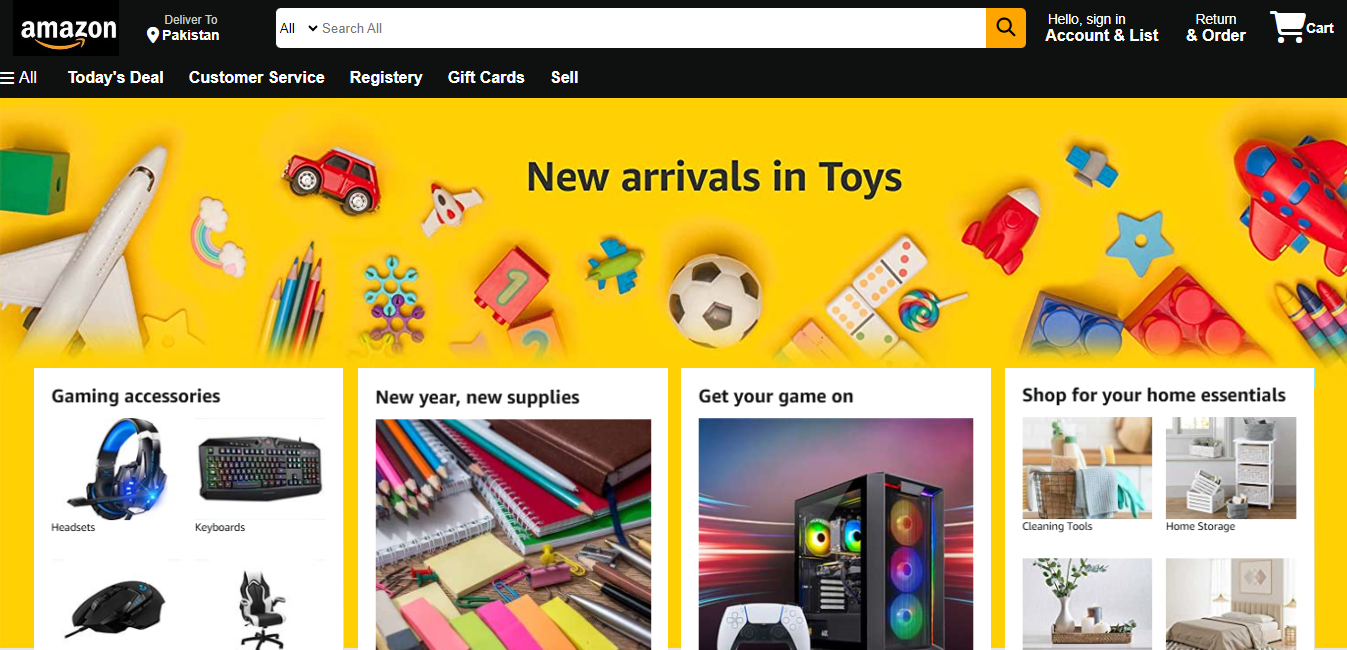 amazon
Deliver To
Pakistan
All
Search All
Hello, sign in
Account & List
Return
& Order
Cart
All
Today's Deal
Customer Service
Registery
Gift Cards
Sell
New arrivals in Toys
1
2
Gaming accessories
Headsets
Keyboards
New year, new supplies
Get your game on
Shop for your home essentials
Cleaning Tools
Home Storage